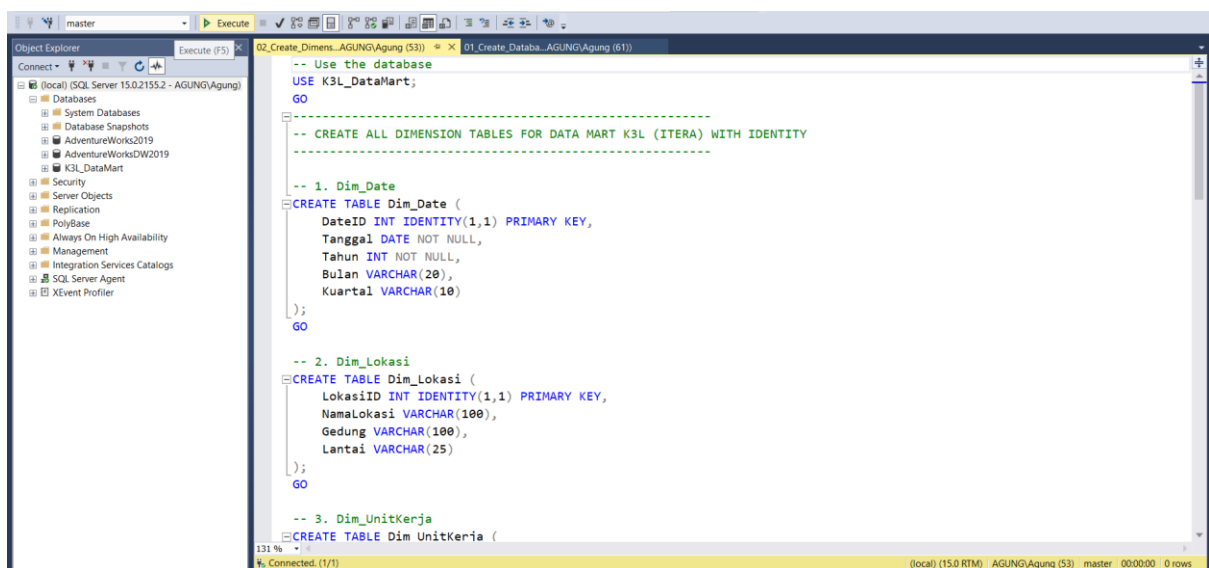 master
Execute
Object Explorer
Execute (F5)
Connect
(local) (SQL Server 15.0.2155.2 - AGUNG\Agung)
Databases
System Databases
Database Snapshots
AdventureWorks2019
AdventureWorksDW2019
K3L_DataMart
Security
Server Objects
Replication
PolyBase
Always On High Availability
Management
Integration Services Catalogs
SQL Server Agent
XEvent Profiler
02_Create_Dimens...AGUNG\Agung (53))
01_Create_Databa...AGUNG\Agung (61))
-- Use the database
USE K3L_DataMart;
GO
----------------------------------------------------------
-- CREATE ALL DIMENSION TABLES FOR DATA MART K3L (ITERA) WITH IDENTITY
----------------------------------------------------------
-- 1. Dim_Date
CREATE TABLE Dim_Date (
DateID INT IDENTITY(1,1) PRIMARY KEY,
Tanggal DATE NOT NULL,
Tahun INT NOT NULL,
Bulan VARCHAR(20),
Kuartal VARCHAR(10)
);
GO
-- 2. Dim_Lokasi
CREATE TABLE Dim_Lokasi (
LokasiID INT IDENTITY(1,1) PRIMARY KEY,
NamaLokasi VARCHAR(100),
Gedung VARCHAR(100),
Lantai VARCHAR(25)
);
GO
-- 3. Dim_UnitKerja
CREATE TABLE Dim_UnitKerja (
131 %
Connected. (1/1)
(local) (15.0 RTM)
AGUNG\Agung (53)
master
00:00:00
0 rows